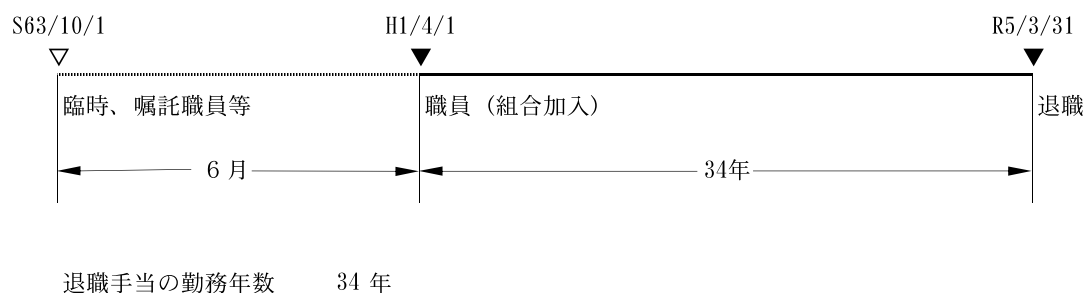 S63/10/1 H1/4/1 R5/3/31
臨時、嘱託職員等 職員（組合加入） 退職
6月 34年
退職手当の勤務年数 34 年